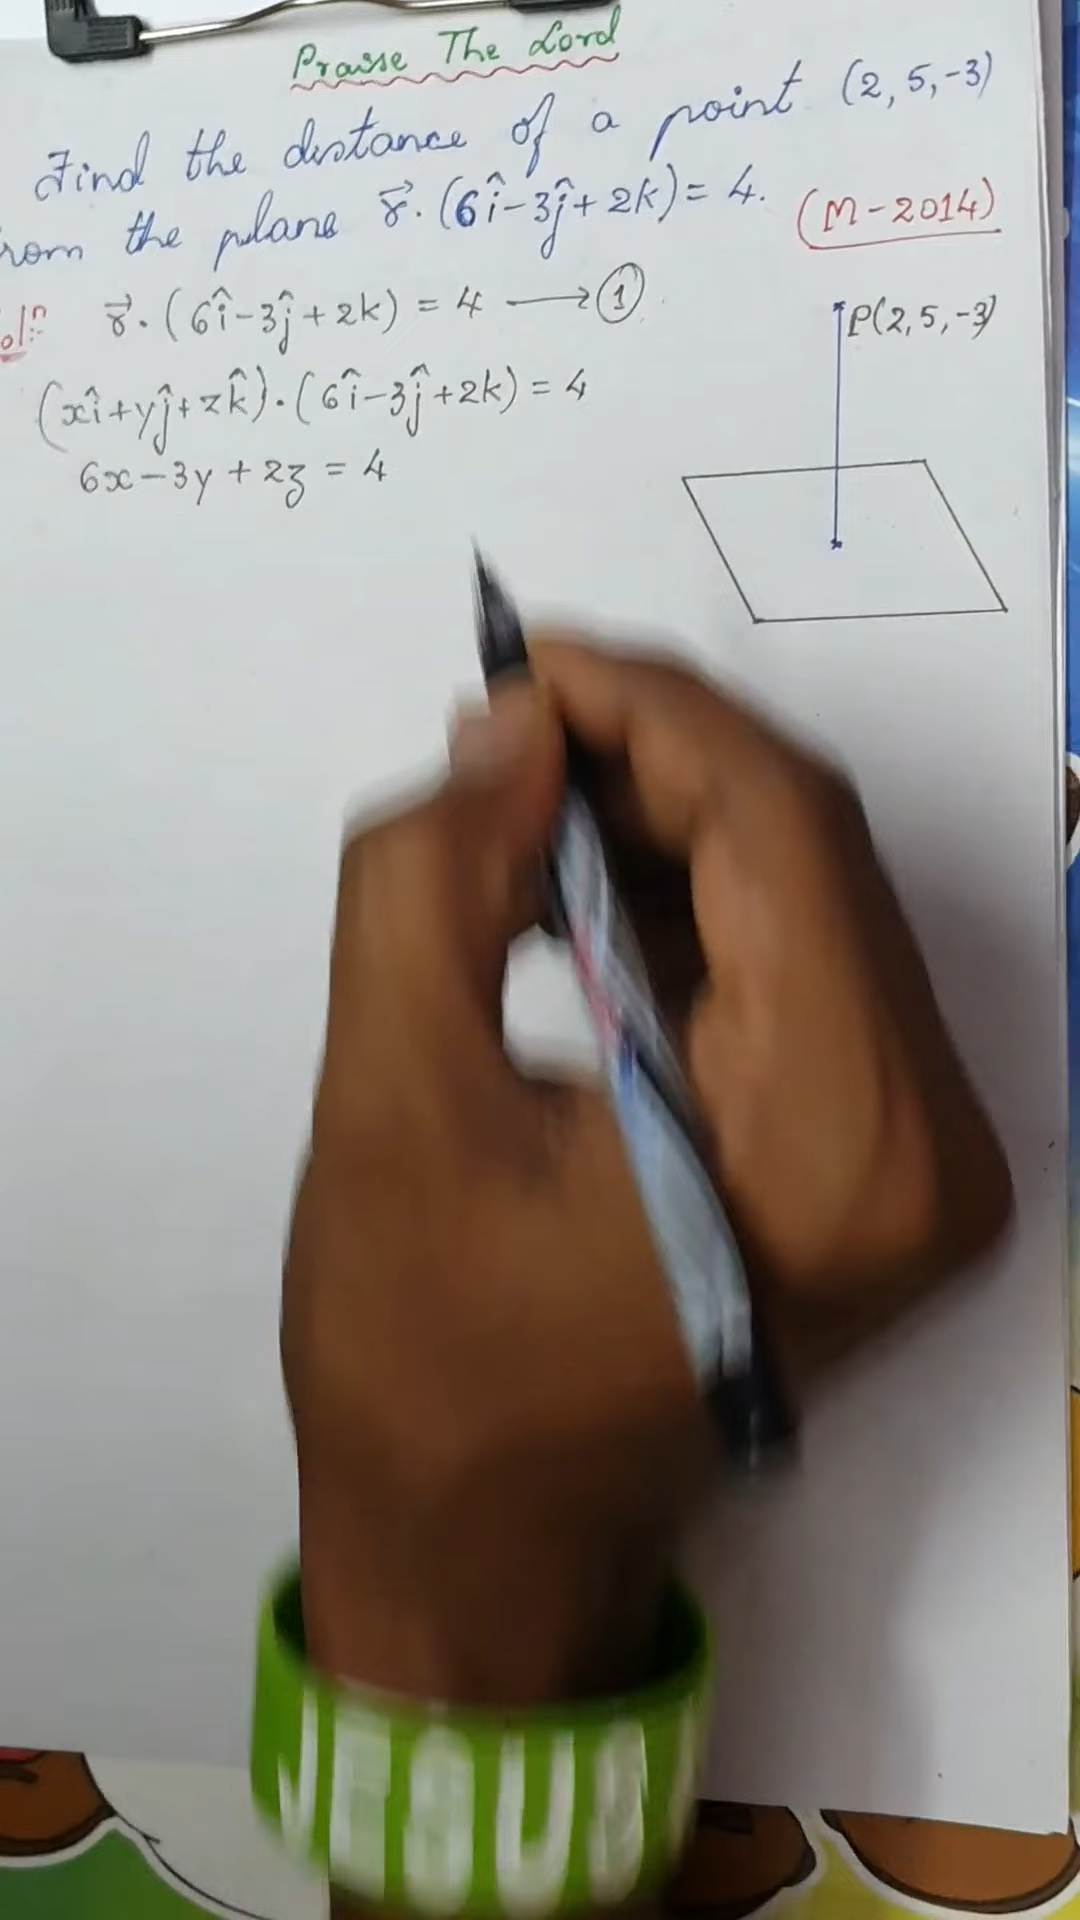 Praise The Lord
Find the distance of a point (2, 5, -3)
rom the plane r⃗. (6î-3ĵ+2k) = 4. (M-2014)
ol:n r⃗. (6î-3ĵ+2k) = 4 ⟶ ①
P(2, 5, -3)
(xî+yĵ+zk̂).(6î-3ĵ+2k) = 4
6x-3y+2z = 4
JESUS